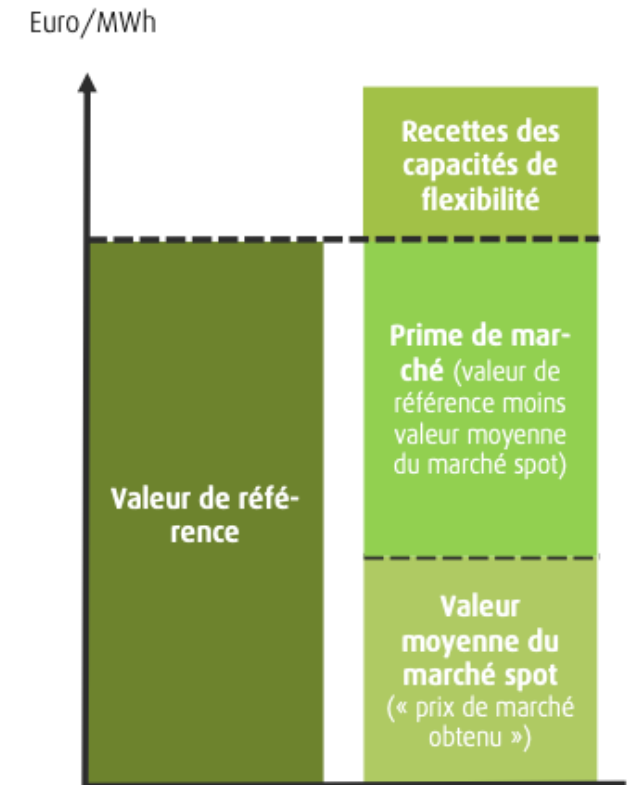 Euro/MWh
Recettes des
capacités de
flexibilité
Prime de mar-
ché (valeur de
référence moins
valeur moyenne
du marché spot)
Valeur de réfé-
rence
Valeur
moyenne du
marché spot
(« prix de marché
obtenu »)